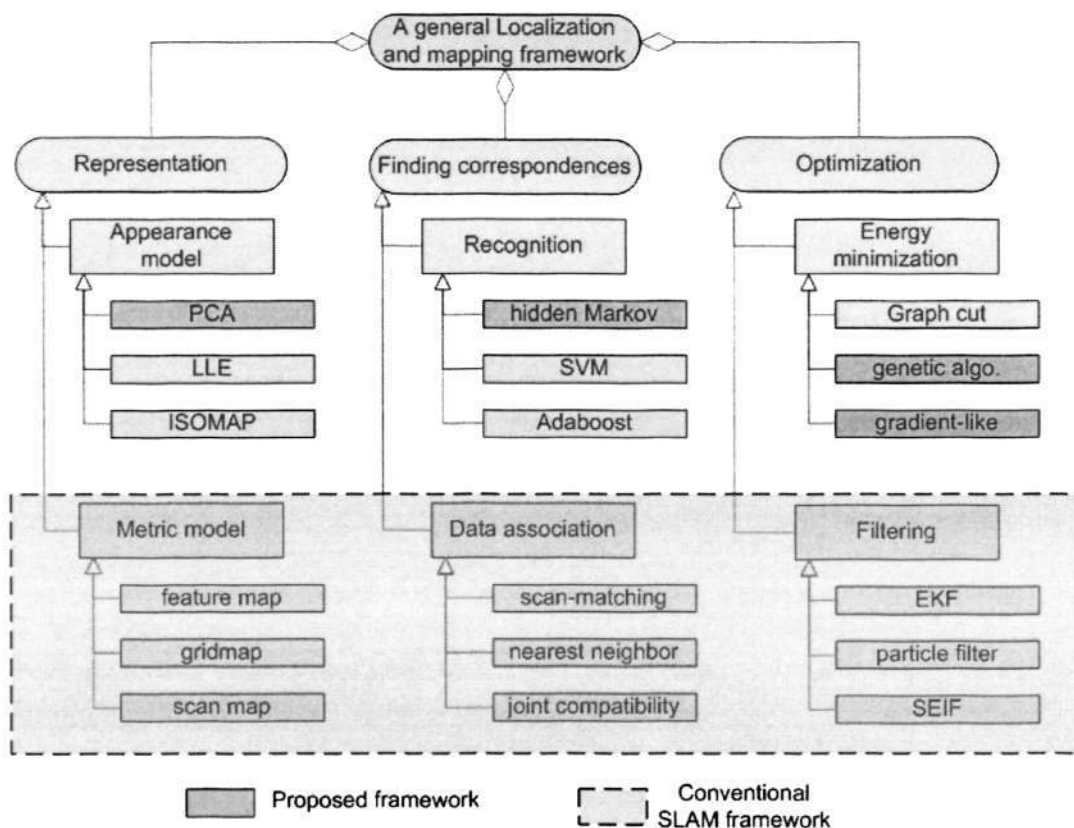 A general Localization
and mapping framework
Representation
Finding correspondences
Optimization
Appearance
model
Recognition
Energy
minimization
PCA
hidden Markov
Graph cut
LLE
SVM
genetic algo.
ISOMAP
Adaboost
gradient-like
Metric model
Data association
Filtering
feature map
scan-matching
EKF
gridmap
nearest neighbor
particle filter
scan map
joint compatibility
SEIF
Proposed framework
Conventional
SLAM framework